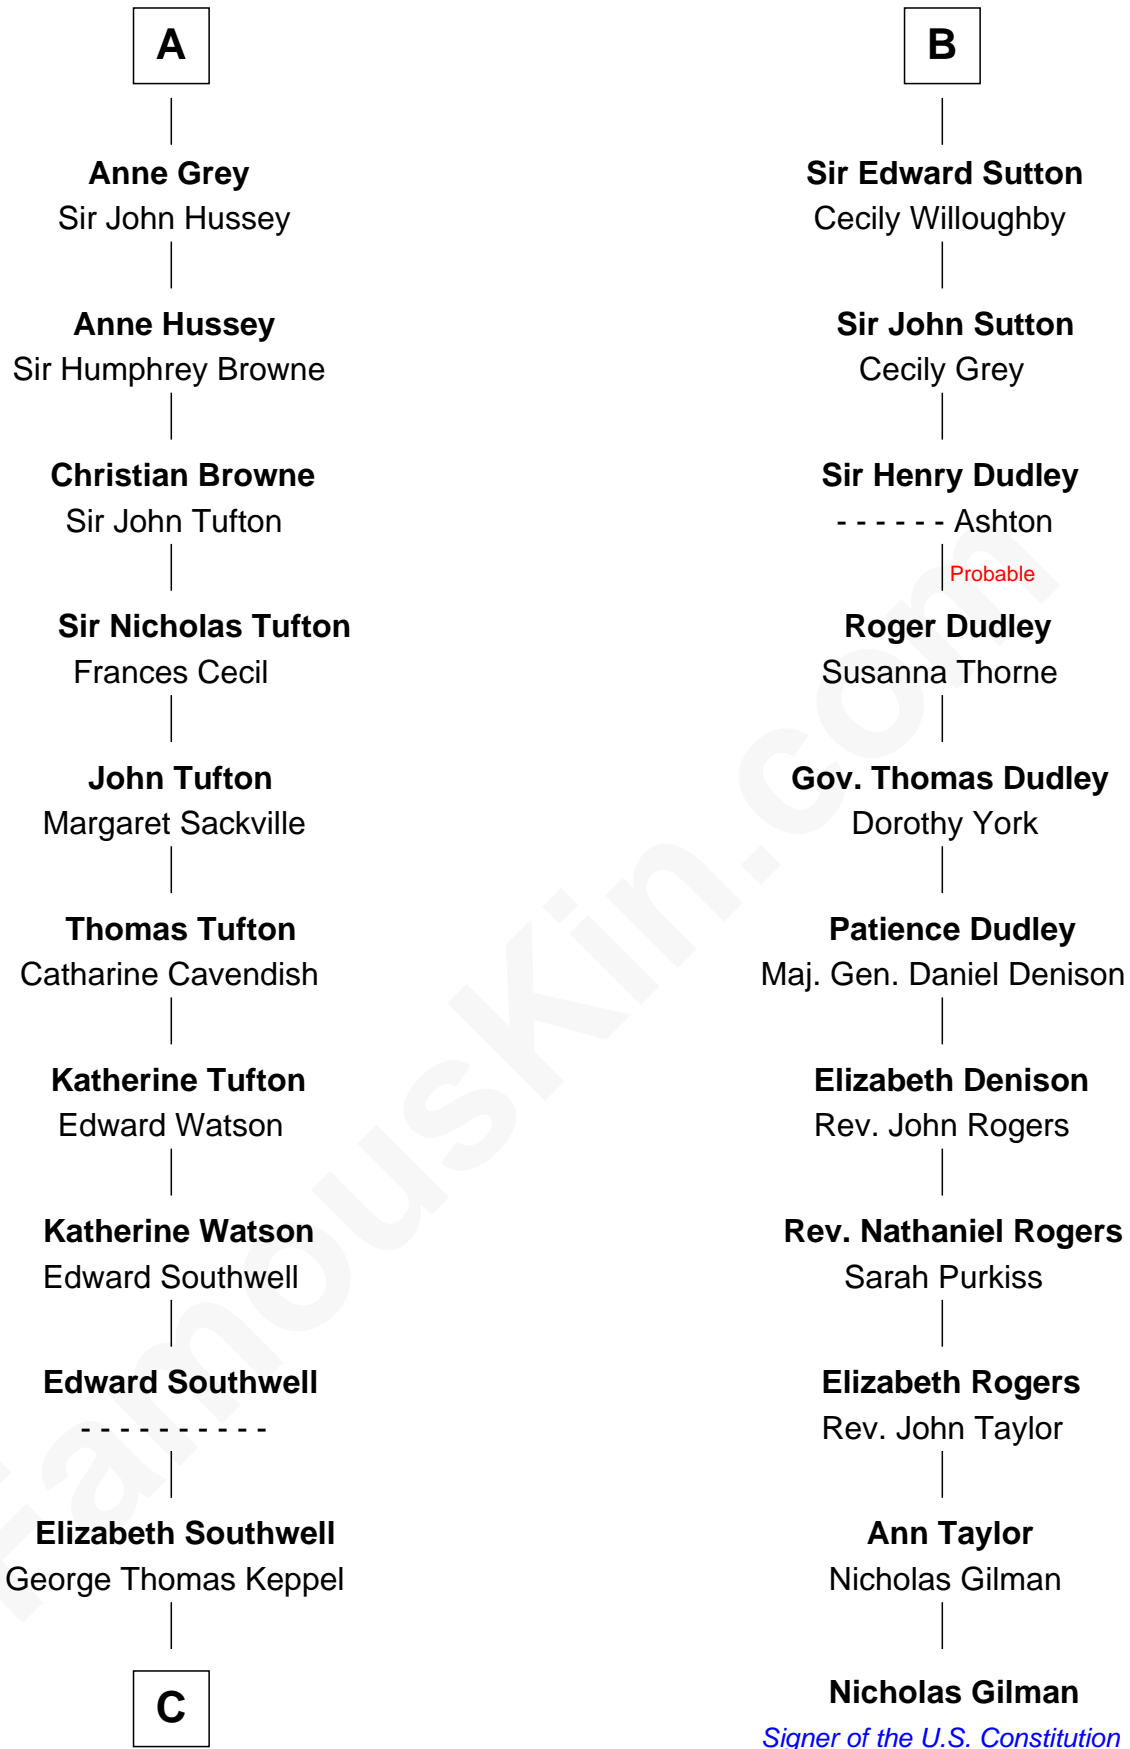 A
Anne Grey
Sir John Hussey
Anne Hussey
Sir Humphrey Browne
Christian Browne
Sir John Tufton
Sir Nicholas Tufton
Frances Cecil
John Tufton
Margaret Sackville
Thomas Tufton
Catharine Cavendish
Katherine Tufton
Edward Watson
Katherine Watson
Edward Southwell
Edward Southwell
- - - - - - - - - -
Elizabeth Southwell
George Thomas Keppel
C
B
Sir Edward Sutton
Cecily Willoughby
Sir John Sutton
Cecily Grey
Sir Henry Dudley
- - - - - - Ashton
Probable
Roger Dudley
Susanna Thorne
Gov. Thomas Dudley
Dorothy York
Patience Dudley
Maj. Gen. Daniel Denison
Elizabeth Denison
Rev. John Rogers
Rev. Nathaniel Rogers
Sarah Purkiss
Elizabeth Rogers
Rev. John Taylor
Ann Taylor
Nicholas Gilman
Nicholas Gilman
Signer of the U.S. Constitution
FamousKin.com